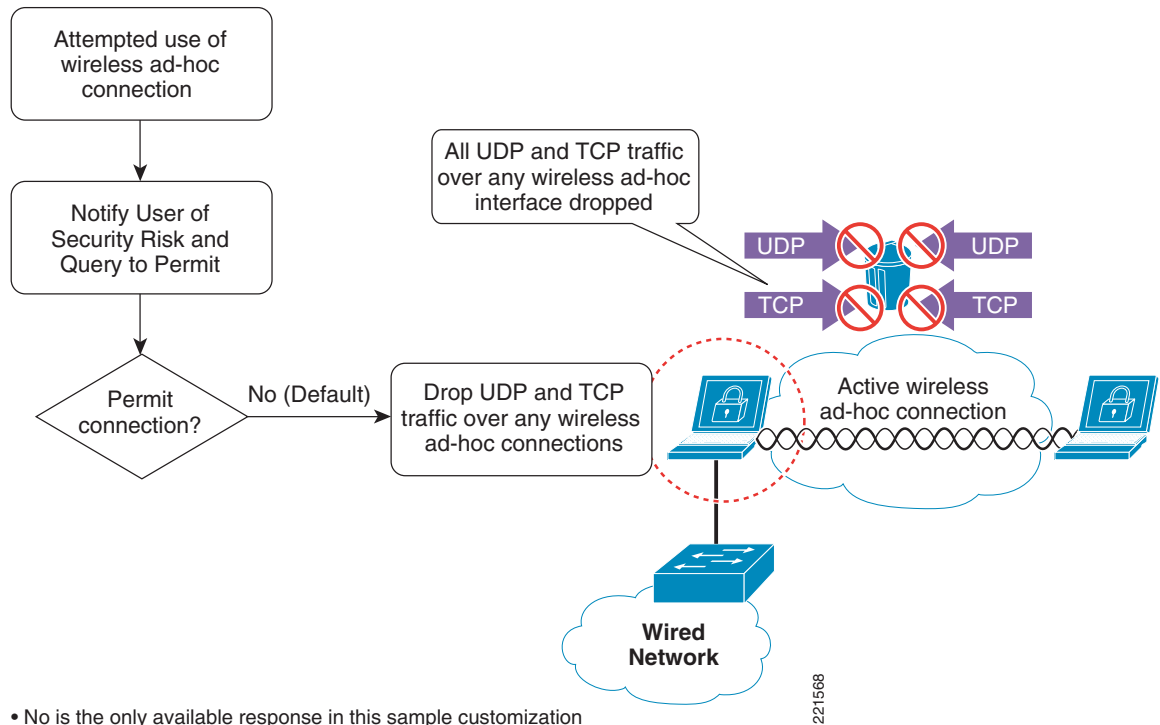 Attempted use of
wireless ad-hoc
connection
Notify User of
Security Risk and
Query to Permit
Permit
connection?
No (Default)
Drop UDP and TCP
traffic over any wireless
ad-hoc connections
All UDP and TCP traffic
over any wireless ad-hoc
interface dropped
UDP
UDP
TCP
TCP
Active wireless
ad-hoc connection
Wired
Network
221568
• No is the only available response in this sample customization